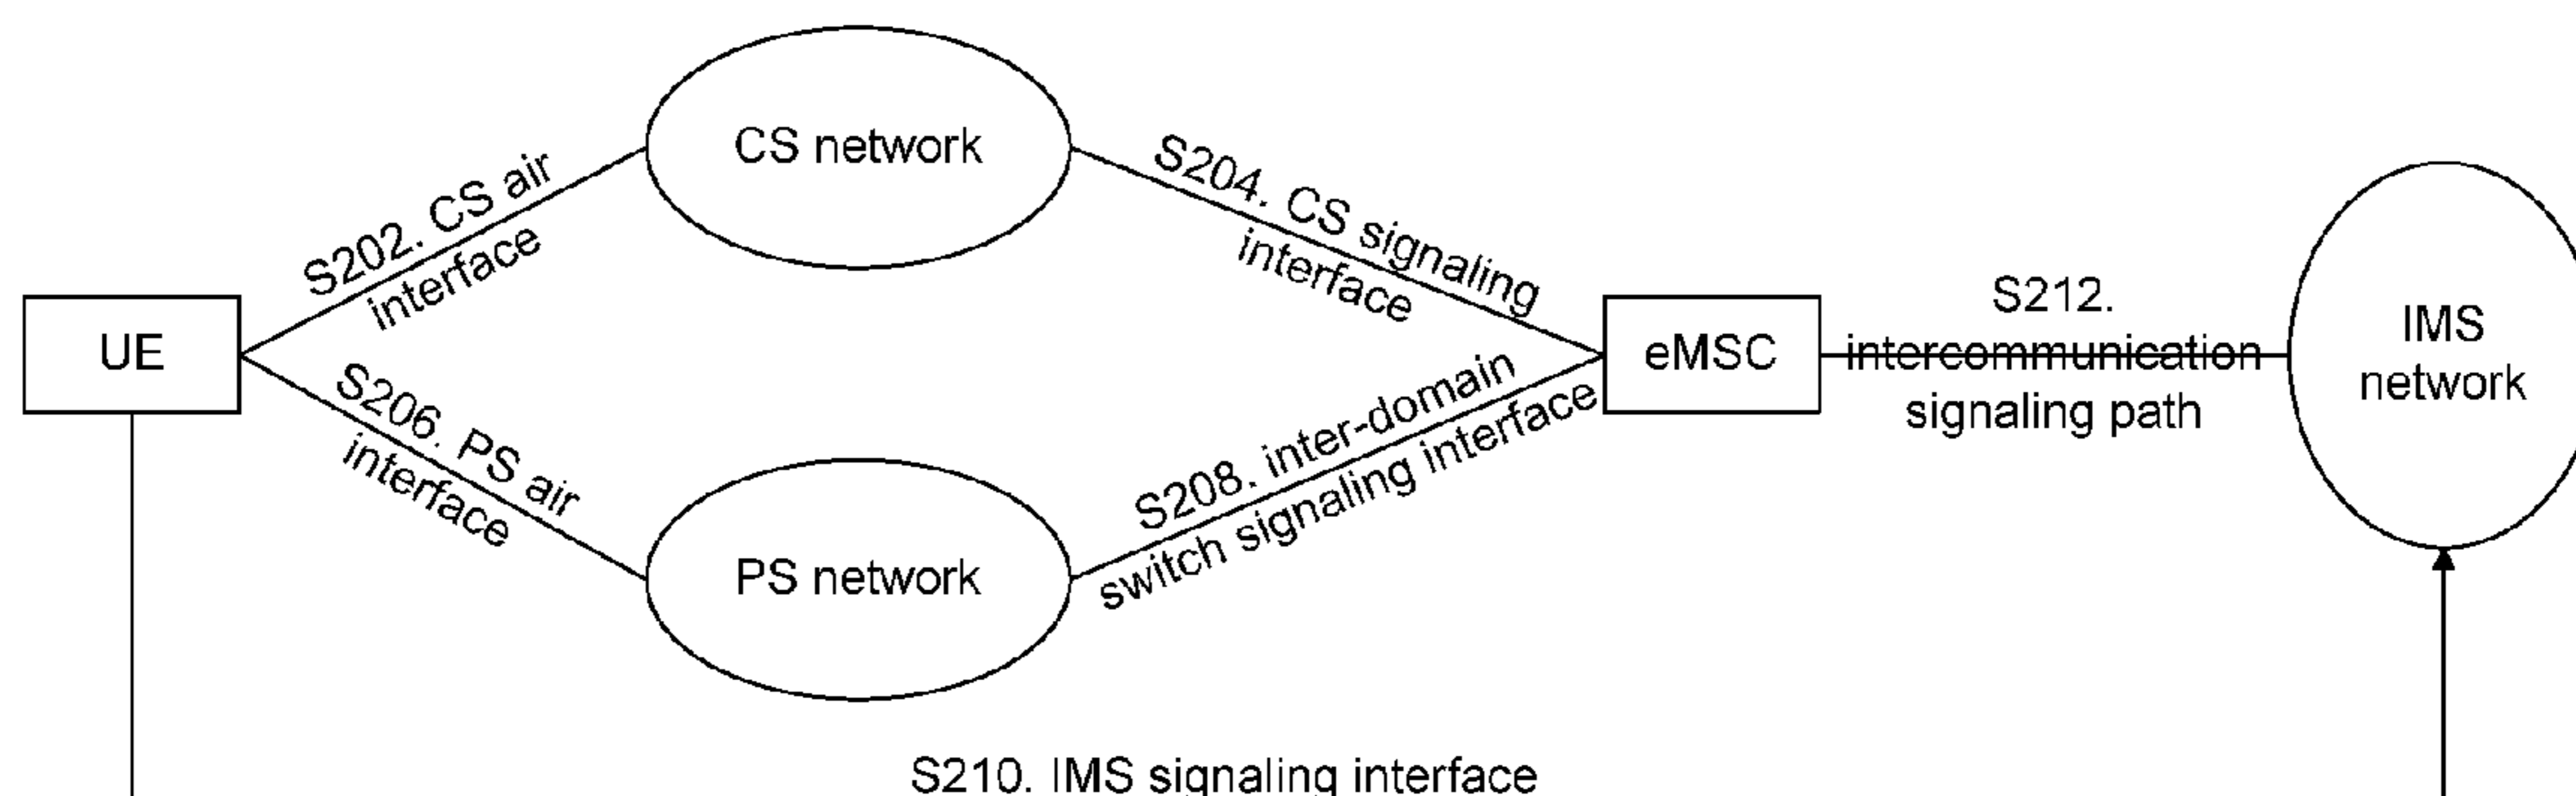 CS network
S202. CS air
interface
S204. CS signaling
interface
UE
eMSC
S212.
intercommunication
signaling path
IMS
network
S206. PS air
interface
S208. inter-domain
switch signaling interface
PS network
S210. IMS signaling interface